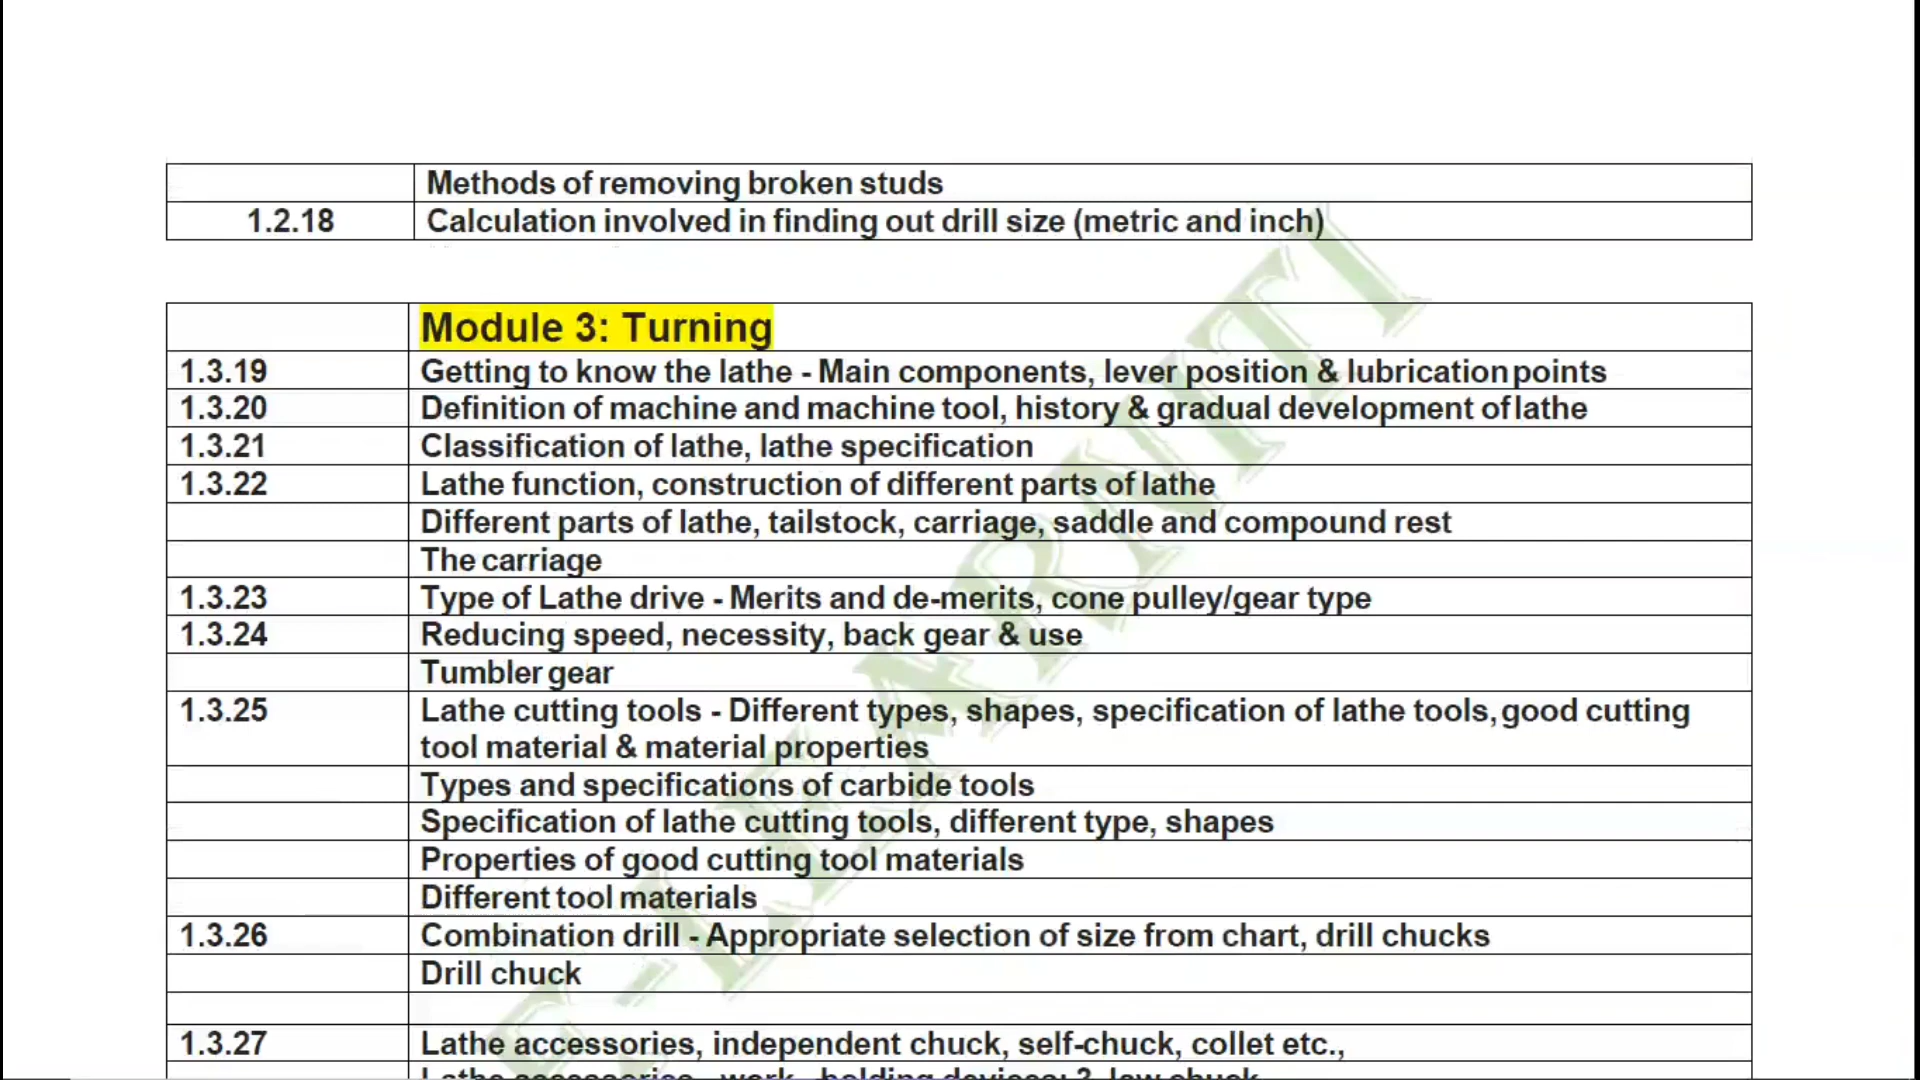 Methods of removing broken studs
1.2.18 Calculation involved in finding out drill size (metric and inch)
Module 3: Turning
1.3.19 Getting to know the lathe - Main components, lever position & lubrication points
1.3.20 Definition of machine and machine tool, history & gradual development of lathe
1.3.21 Classification of lathe, lathe specification
1.3.22 Lathe function, construction of different parts of lathe
Different parts of lathe, tailstock, carriage, saddle and compound rest
The carriage
1.3.23 Type of Lathe drive - Merits and de-merits, cone pulley/gear type
1.3.24 Reducing speed, necessity, back gear & use
Tumbler gear
1.3.25 Lathe cutting tools - Different types, shapes, specification of lathe tools, good cutting
tool material & material properties
Types and specifications of carbide tools
Specification of lathe cutting tools, different type, shapes
Properties of good cutting tool materials
Different tool materials
1.3.26 Combination drill - Appropriate selection of size from chart, drill chucks
Drill chuck
1.3.27 Lathe accessories, independent chuck, self-chuck, collet etc.,
Lathe accessories - work - holding devices: 3
chuck
E-LEARNITI